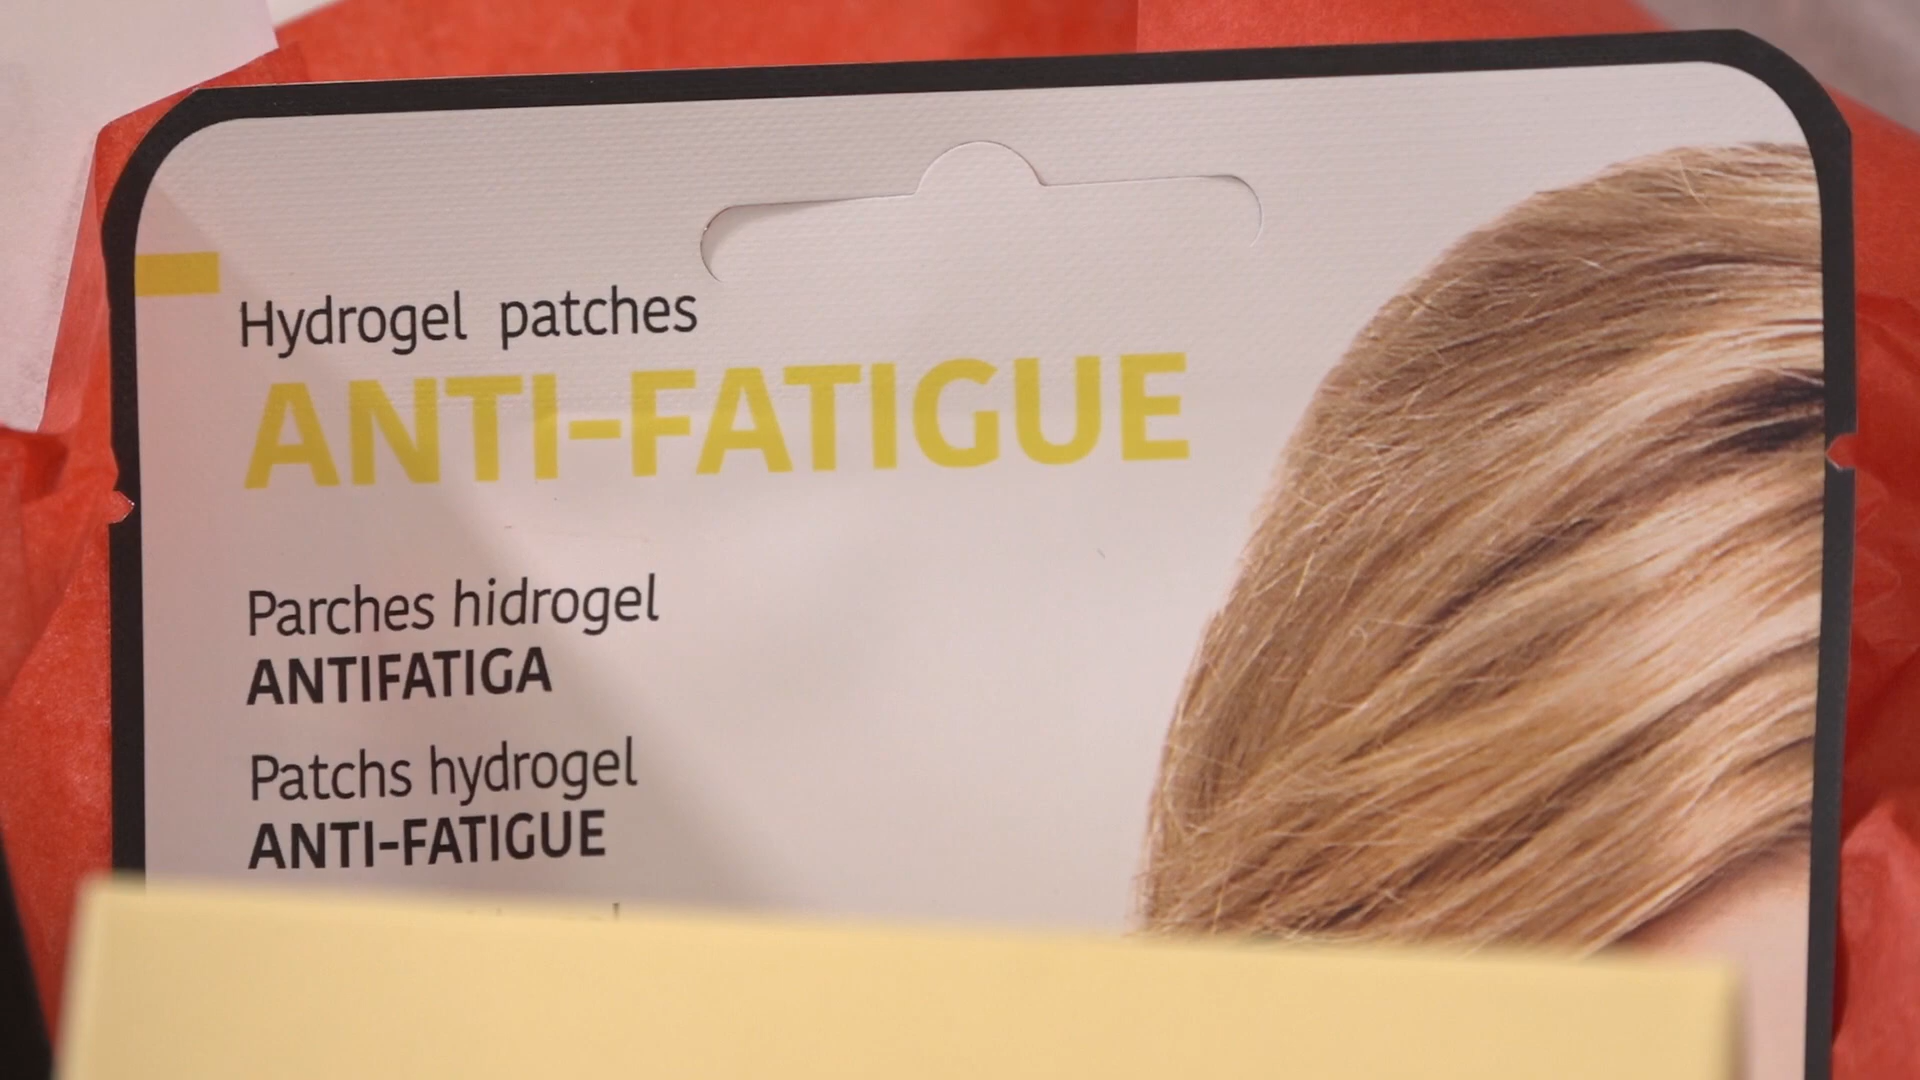 Hydrogel patches
ANTI-FATIGUE
Parches hidrogel
ANTIFATIGA
Patchs hydrogel
ANTI-FATIGUE